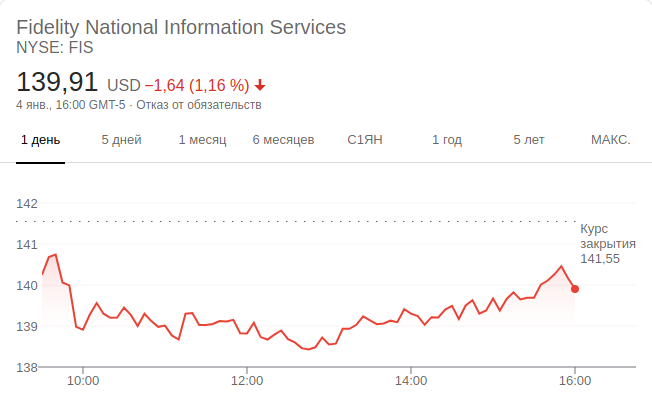 Fidelity National Information Services
NYSE: FIS
139,91 USD −1,64 (1,16 %)
4 янв., 16:00 GMT-5 · Отказ от обязательств
1 день 5 дней 1 месяц 6 месяцев С1ЯН 1 год 5 лет МАКС.
142
Курс
закрытия
141,55
141
140
139
138
10:00 12:00 14:00 16:00